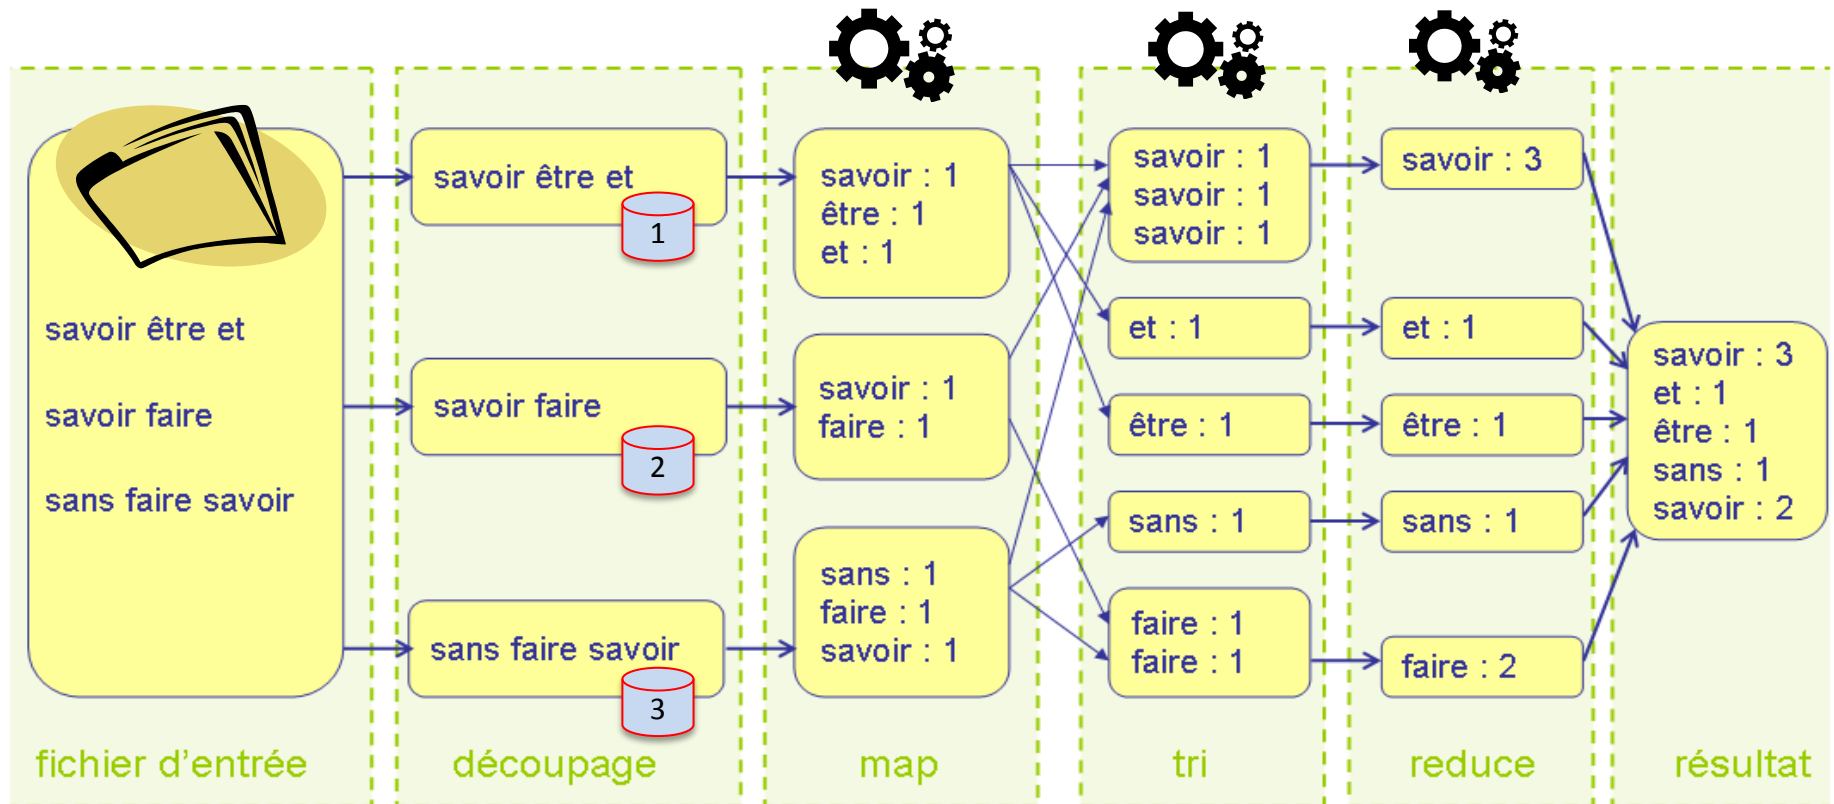 savoir être et
savoir faire
sans faire savoir
fichier d'entrée
savoir être et
1
savoir faire
2
sans faire savoir
3
découpage
savoir : 1
être : 1
et : 1
savoir : 1
faire : 1
sans : 1
faire : 1
savoir : 1
map
savoir : 1
savoir : 1
savoir : 1
et : 1
être : 1
sans : 1
faire : 1
faire : 1
tri
savoir : 3
et : 1
être : 1
sans : 1
faire : 2
reduce
savoir : 3
et : 1
être : 1
sans : 1
savoir : 2
résultat